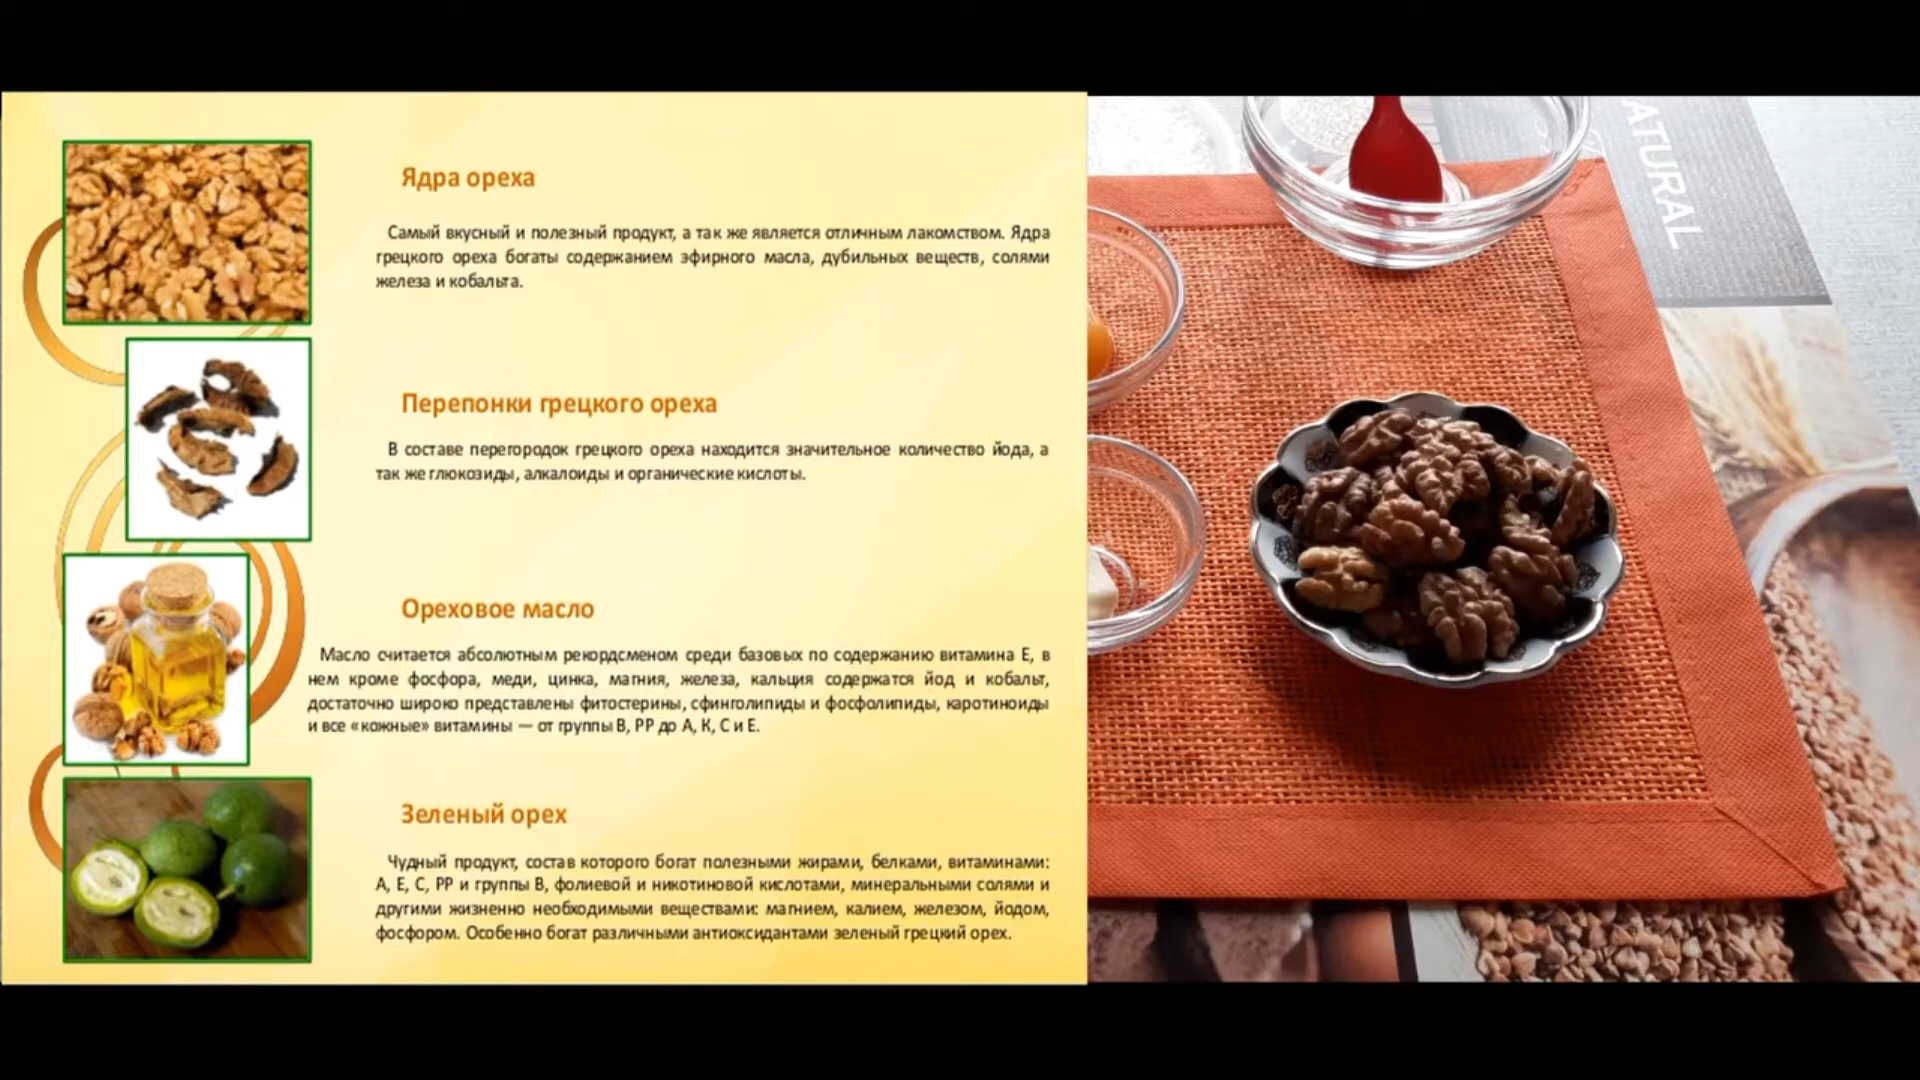 Ядра ореха
Самый вкусный и полезный продукт, а так же является отличным лакомством. Ядра
грецкого ореха богаты содержанием эфирного масла, дубильных веществ, солями
железа и кобальта.
Перепонки грецкого ореха
В составе перегородок грецкого ореха находится значительное количество йода, а
так же глюкозиды, алкалоиды и органические кислоты.
Ореховое масло
Масло считается абсолютным рекордсменом среди базовых по содержанию витамина Е, в
нем кроме фосфора, меди, цинка, магния, железа, кальция содержатся йод и кобальт,
достаточно широко представлены фитостерины, сфинголипиды и фосфолипиды, каротиноиды
и все «кожные» витамины — от группы В, РР до А, К, С и Е.
Зеленый орех
Чудный продукт, состав которого богат полезными жирами, белками, витаминами:
А, Е, С, РР и группы В, фолиевой и никотиновой кислотами, минеральными солями и
другими жизненно необходимыми веществами: магнием, калием, железом, йодом,
фосфором. Особенно богат различными антиоксидантами зеленый грецкий орех.
ATURAL